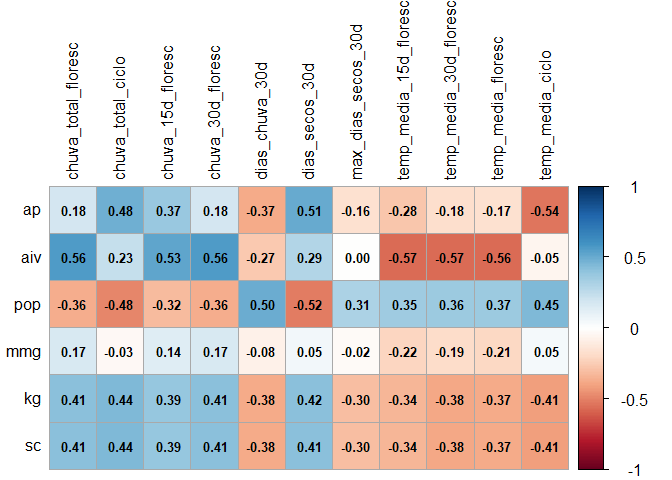 chuva_total_floresc
chuva_total_ciclo
chuva_15d_floresc
chuva_30d_floresc
dias_chuva_30d
dias_secos_30d
max_dias_secos_30d
temp_media_15d_floresc
temp_media_30d_floresc
temp_media_floresc
temp_media_ciclo
ap 0.18 0.48 0.37 0.18 -0.37 0.51 -0.16 -0.28 -0.18 -0.17 -0.54
aiv 0.56 0.23 0.53 0.56 -0.27 0.29 0.00 -0.57 -0.57 -0.56 -0.05
pop -0.36 -0.48 -0.32 -0.36 0.50 -0.52 0.31 0.35 0.36 0.37 0.45
mmg 0.17 -0.03 0.14 0.17 -0.08 0.05 -0.02 -0.22 -0.19 -0.21 0.05
kg 0.41 0.44 0.39 0.41 -0.38 0.42 -0.30 -0.34 -0.38 -0.37 -0.41
sc 0.41 0.44 0.39 0.41 -0.38 0.41 -0.30 -0.34 -0.38 -0.37 -0.41
1
0.5
0
-0.5
-1